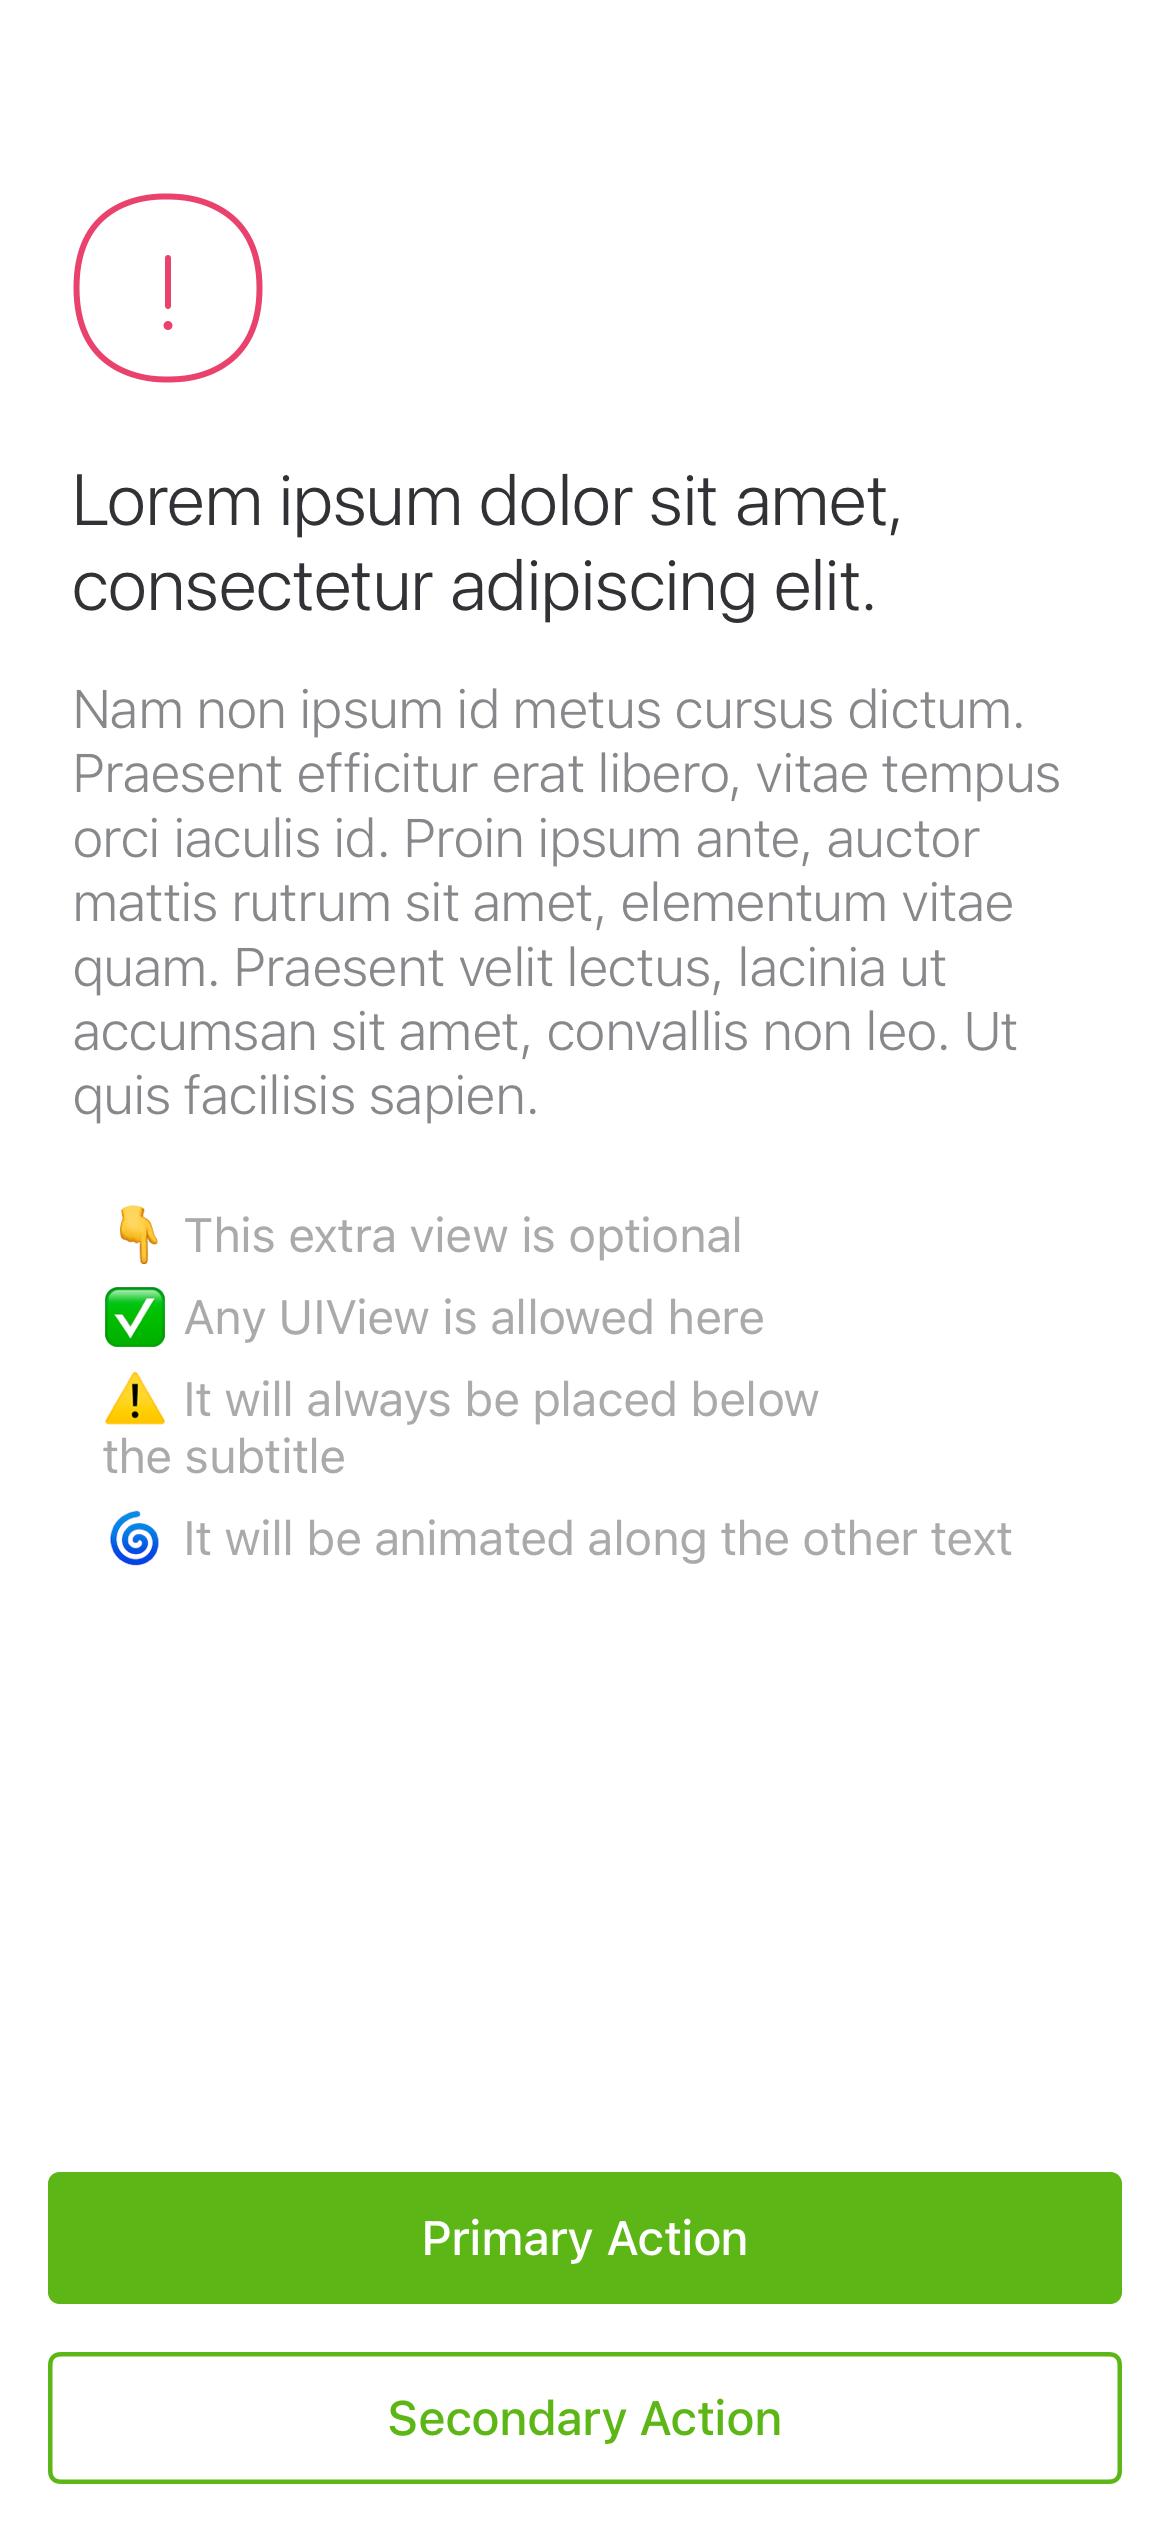 Lorem ipsum dolor sit amet,
consectetur adipiscing elit.
Nam non ipsum id metus cursus dictum.
Praesent efficitur erat libero, vitae tempus
orci iaculis id. Proin ipsum ante, auctor
mattis rutrum sit amet, elementum vitae
quam. Praesent velit lectus, lacinia ut
accumsan sit amet, convallis non leo. Ut
quis facilisis sapien.
👇 This extra view is optional
✅ Any UIView is allowed here
⚠️ It will always be placed below
the subtitle
🌀 It will be animated along the other text
Primary Action
Secondary Action